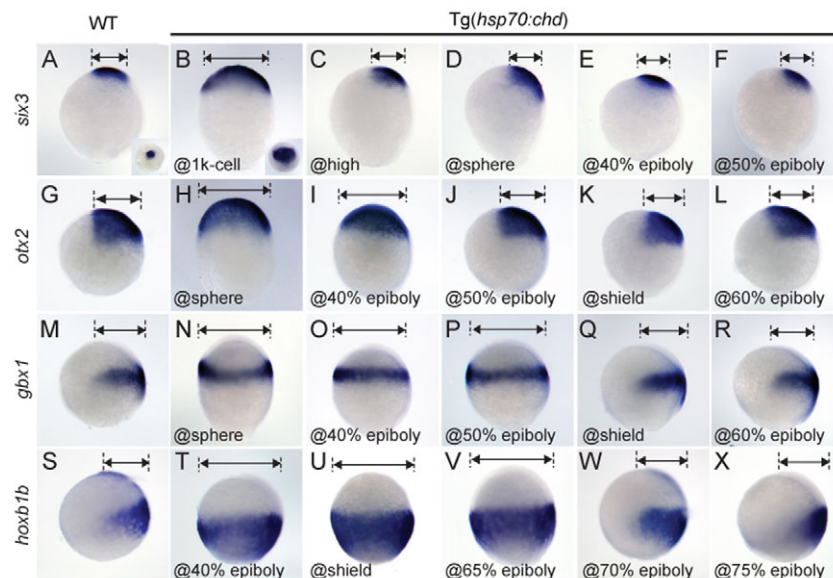 WT Tg(hsp70:chd)
six3
A B C D E F
@1k-cell @high @sphere @40% epiboly @50% epiboly
otx2
G H I J K L
@sphere @40% epiboly @50% epiboly @shield @60% epiboly
gbx1
M N O P Q R
@sphere @40% epiboly @50% epiboly @shield @60% epiboly
hoxb1b
S T U V W X
@40% epiboly @shield @65% epiboly @70% epiboly @75% epiboly